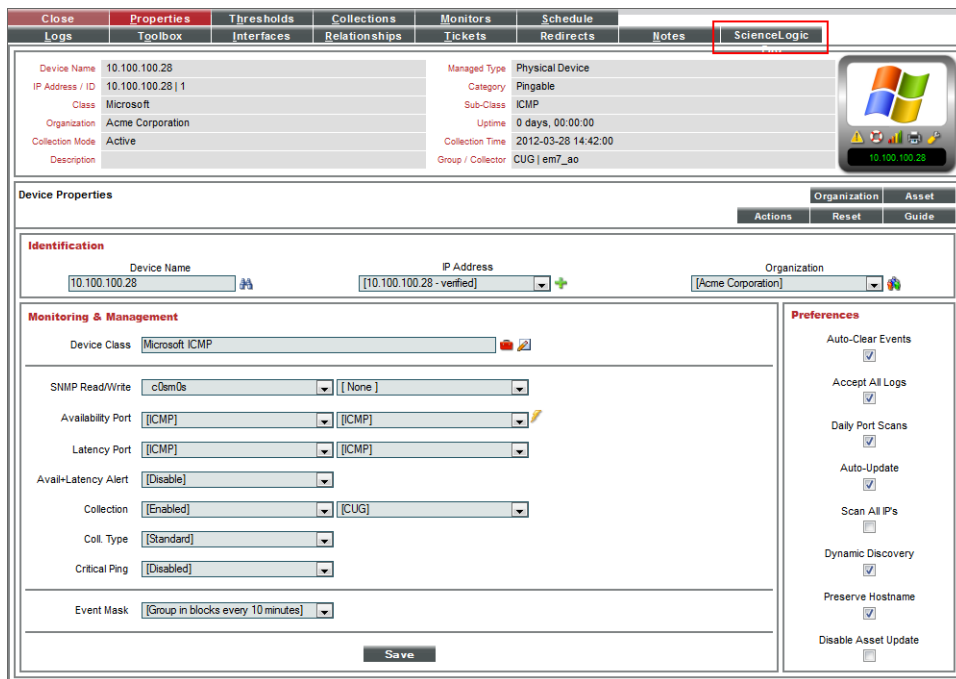 Close Properties Thresholds Collections Monitors Schedule
Logs Toolbox Interfaces Relationships Tickets Redirects Notes ScienceLogic
Device Name 10.100.100.28 Managed Type Physical Device
IP Address / ID 10.100.100.28 | 1 Category Pingable
Class Microsoft Sub-Class ICMP
Organization Acme Corporation Uptime 0 days, 00:00:00
Collection Mode Active Collection Time 2012-03-28 14:42:00
Description Group / Collector CUG | em7_ao
10.100.100.28
Device Properties
Organization Asset
Actions Reset Guide
Identification
Device Name IP Address Organization
10.100.100.28 [10.100.100.28 - verified] [Acme Corporation]
Monitoring & Management
Device Class Microsoft ICMP
SNMP Read/Write c0sm0s [ None ]
Availability Port [ICMP] [ICMP]
Latency Port [ICMP] [ICMP]
Avail+Latency Alert [Disable]
Collection [Enabled] [CUG]
Coll. Type [Standard]
Critical Ping [Disabled]
Event Mask [Group in blocks every 10 minutes]
Save
Preferences
Auto-Clear Events
Accept All Logs
Daily Port Scans
Auto-Update
Scan All IP's
Dynamic Discovery
Preserve Hostname
Disable Asset Update